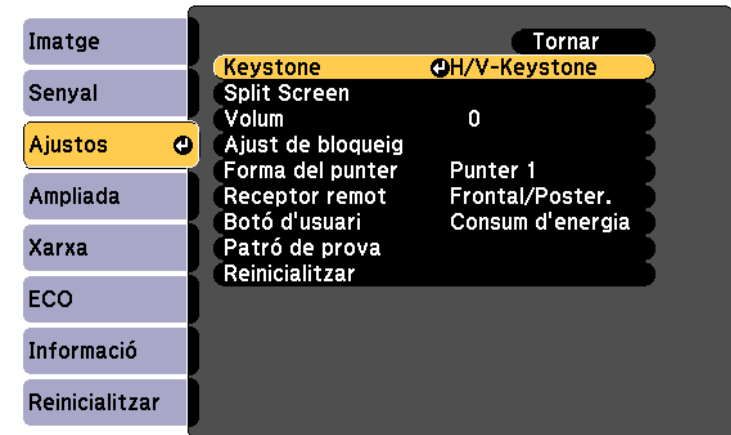 Imatge
Senyal
Ajustos
Ampliada
Xarxa
ECO
Informació
Reinicialitzar
Tornar
Keystone H/V-Keystone
Split Screen
Volum 0
Ajust de bloqueig
Forma del punter Punter 1
Receptor remot Frontal/Poster.
Botó d'usuari Consum d'energia
Patró de prova
Reinicialitzar